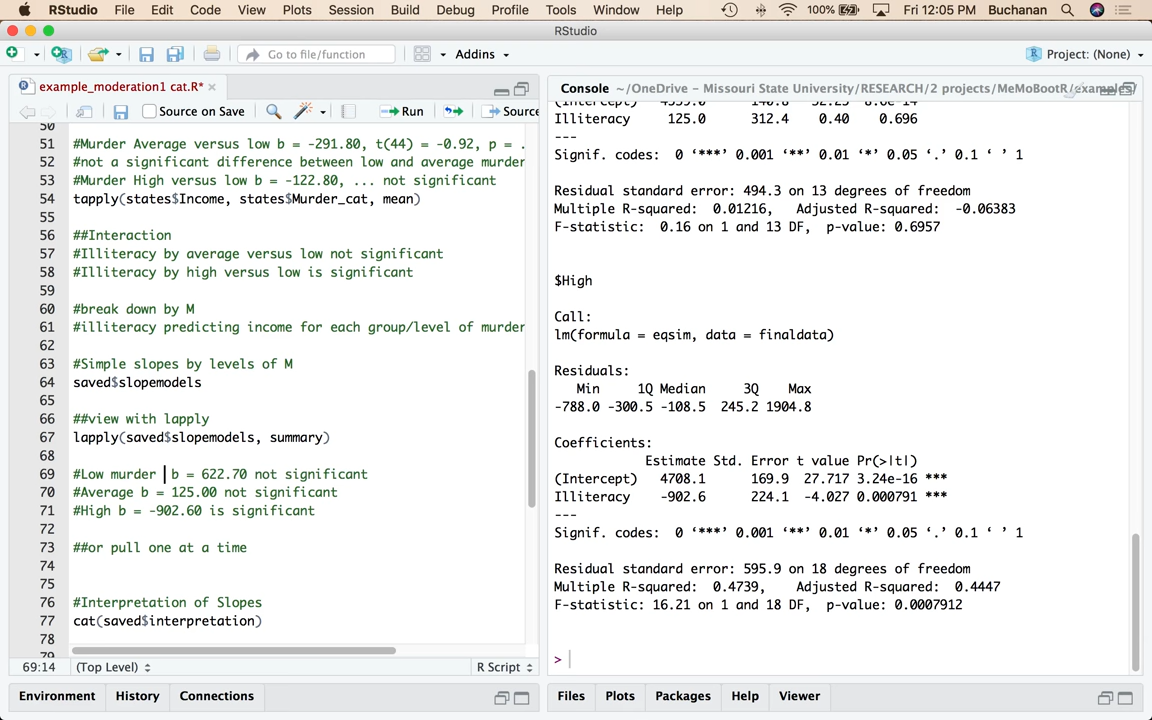 RStudio File Edit Code View Plots Session Build Debug Profile Tools Window Help 100% Fri 12:05 PM Buchanan
RStudio
Go to file/function Addins Project: (None)
example_moderation1 cat.R*
Source on Save Run Source
50
51 #Murder Average versus low b = -291.80, t(44) = -0.92, p = .
52 #not a significant difference between low and average murder
53 #Murder High versus low b = -122.80, ... not significant
54 tapply(states$Income, states$Murder_cat, mean)
55
56 ##Interaction
57 #Illiteracy by average versus low not significant
58 #Illiteracy by high versus low is significant
59
60 #break down by M
61 #illiteracy predicting income for each group/level of murder
62
63 #Simple slopes by levels of M
64 saved$slopemodels
65
66 ##view with lapply
67 lapply(saved$slopemodels, summary)
68
69 #Low murder b = 622.70 not significant
70 #Average b = 125.00 not significant
71 #High b = -902.60 is significant
72
73 ##or pull one at a time
74
75
76 #Interpretation of Slopes
77 cat(saved$interpretation)
78
79
69:14 (Top Level) R Script
Environment History Connections
Console ~/OneDrive - Missouri State University/RESEARCH/2 projects/MeMoBootR/examples/
(Intercept)
Illiteracy 125.0 312.4 0.40 0.696
---
Signif. codes: 0 ‘***’ 0.001 ‘**’ 0.01 ‘*’ 0.05 ‘.’ 0.1 ‘ ’ 1
Residual standard error: 494.3 on 13 degrees of freedom
Multiple R-squared: 0.01216, Adjusted R-squared: -0.06383
F-statistic: 0.16 on 1 and 13 DF, p-value: 0.6957
$High
Call:
lm(formula = eqsim, data = finaldata)
Residuals:
Min 1Q Median 3Q Max
-788.0 -300.5 -108.5 245.2 1904.8
Coefficients:
Estimate Std. Error t value Pr(>|t|)
(Intercept) 4708.1 169.9 27.717 3.24e-16 ***
Illiteracy -902.6 224.1 -4.027 0.000791 ***
---
Signif. codes: 0 ‘***’ 0.001 ‘**’ 0.01 ‘*’ 0.05 ‘.’ 0.1 ‘ ’ 1
Residual standard error: 595.9 on 18 degrees of freedom
Multiple R-squared: 0.4739, Adjusted R-squared: 0.4447
F-statistic: 16.21 on 1 and 18 DF, p-value: 0.0007912
>
Files Plots Packages Help Viewer